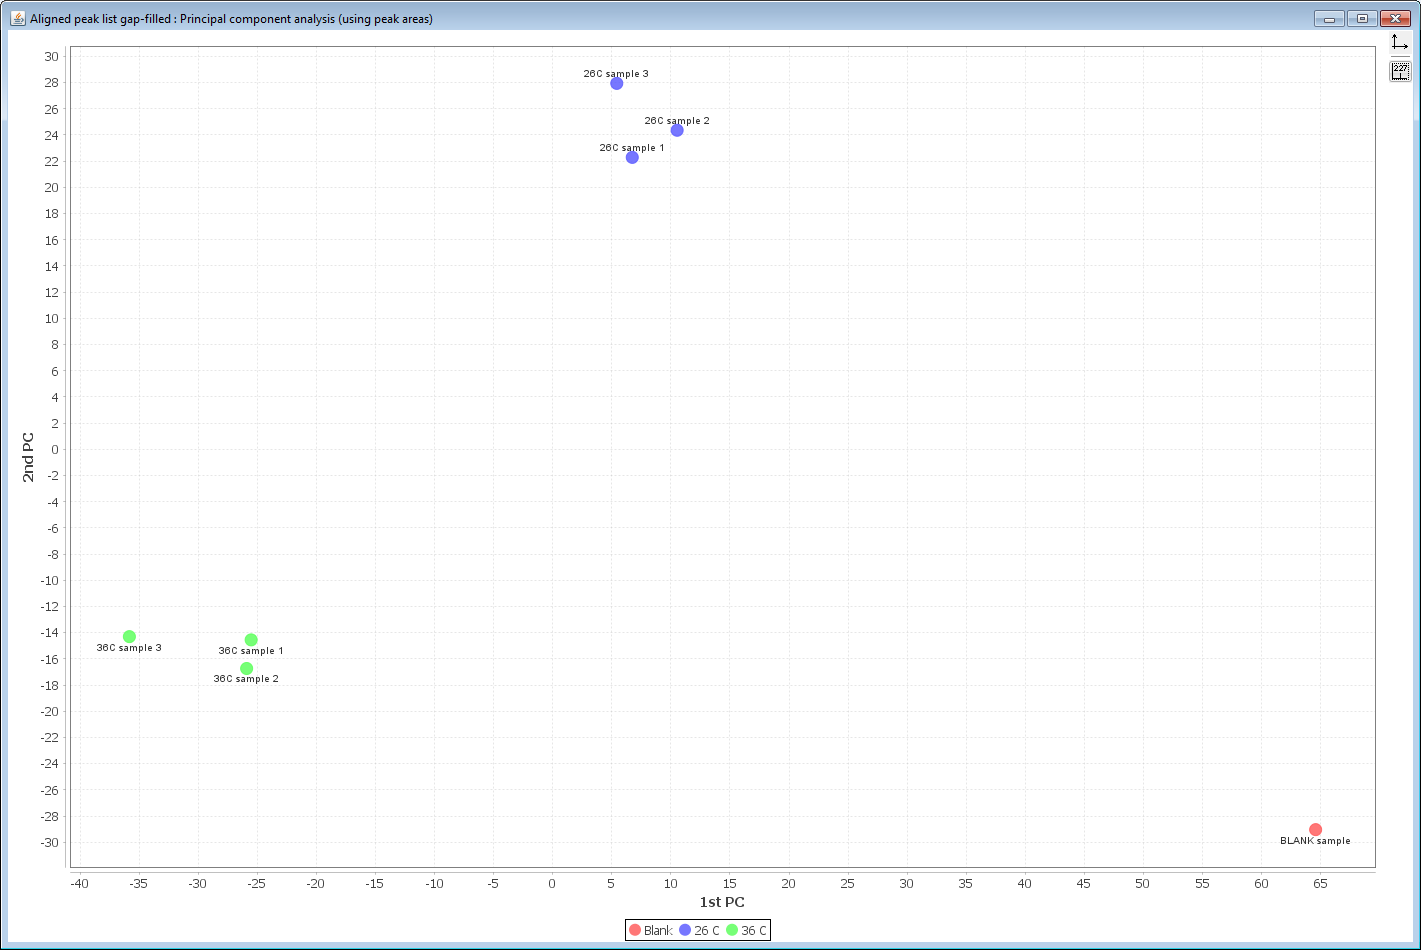 Aligned peak list gap-filled : Principal component analysis (using peak areas)
227
30
28
26
24
22
20
18
16
14
12
10
8
6
4
2
0
-2
-4
-6
-8
-10
-12
-14
-16
-18
-20
-22
-24
-26
-28
-30
2nd PC
26C sample 3
26C sample 2
26C sample 1
36C sample 3
36C sample 1
36C sample 2
BLANK sample
-40 -35 -30 -25 -20 -15 -10 -5 0 5 10 15 20 25 30 35 40 45 50 55 60 65
1st PC
Blank 26 C 36 C